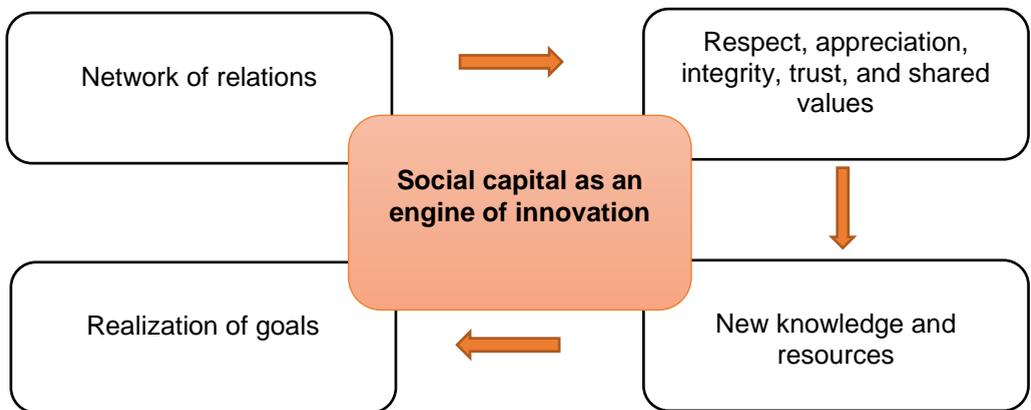 Network of relations
Respect, appreciation,
integrity, trust, and shared
values
Social capital as an
engine of innovation
Realization of goals
New knowledge and
resources